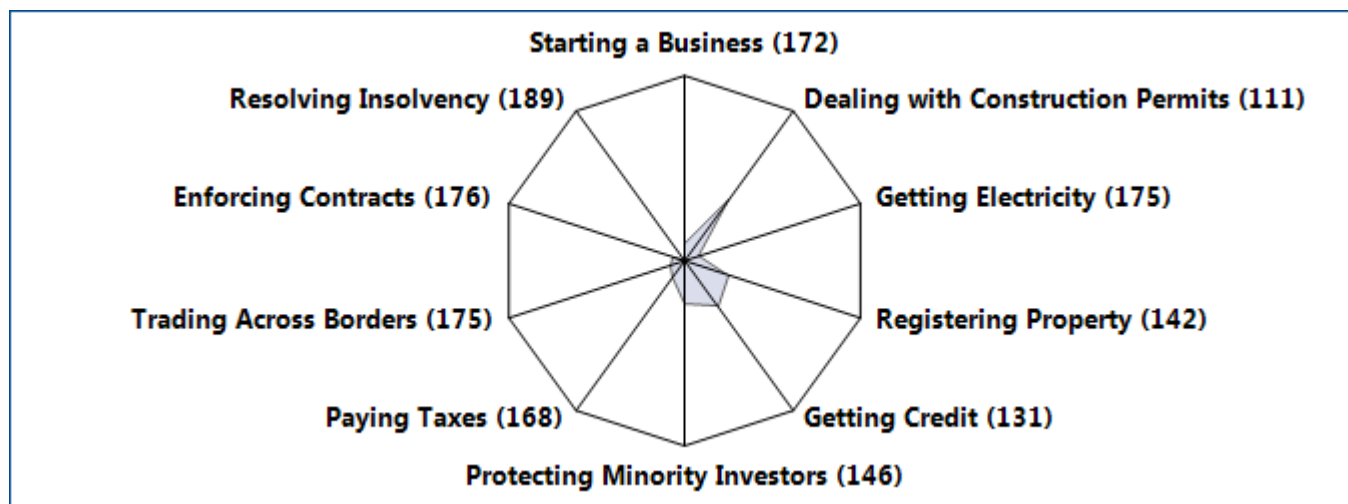 Starting a Business (172)
Resolving Insolvency (189)
Dealing with Construction Permits (111)
Enforcing Contracts (176)
Getting Electricity (175)
Trading Across Borders (175)
Registering Property (142)
Paying Taxes (168)
Getting Credit (131)
Protecting Minority Investors (146)